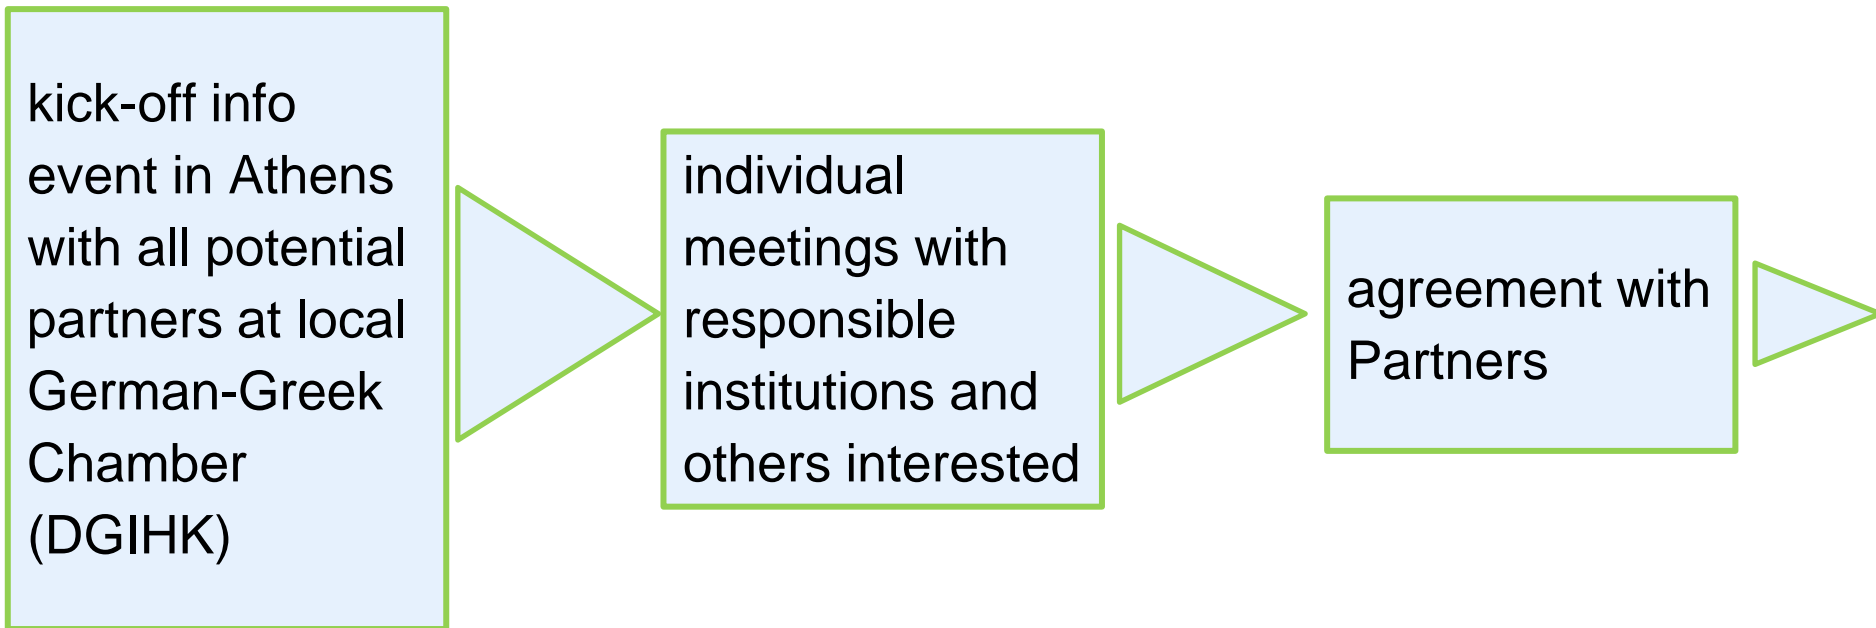 kick-off info
event in Athens
with all potential
partners at local
German-Greek
Chamber
(DGIHK)
individual
meetings with
responsible
institutions and
others interested
agreement with
Partners